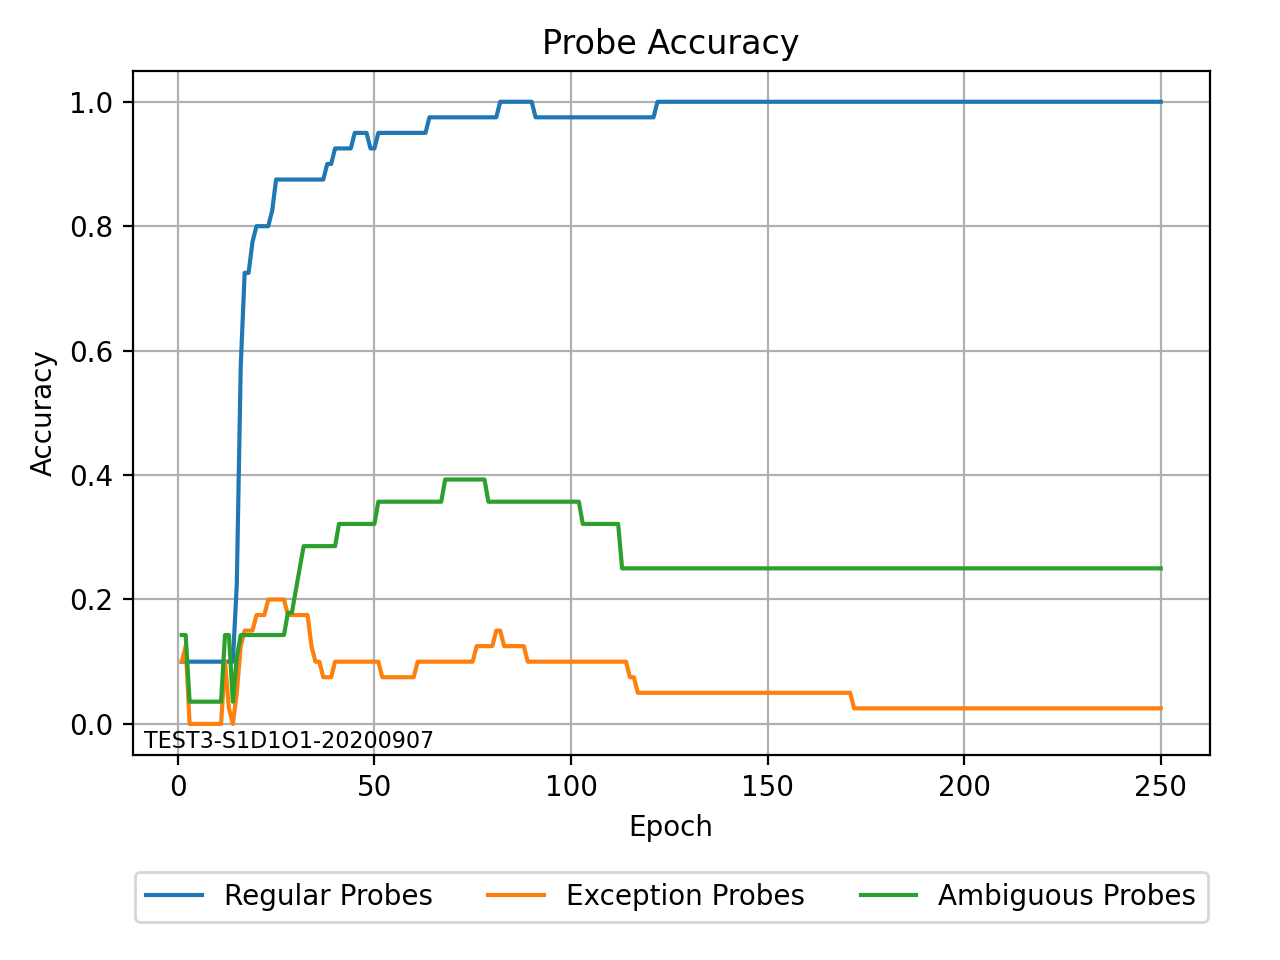 Probe Accuracy
1.0
0.8
0.6
0.4
0.2
0.0
Accuracy
TEST3-S1D1O1-20200907
0 50 100 150 200 250
Epoch
Regular Probes Exception Probes Ambiguous Probes